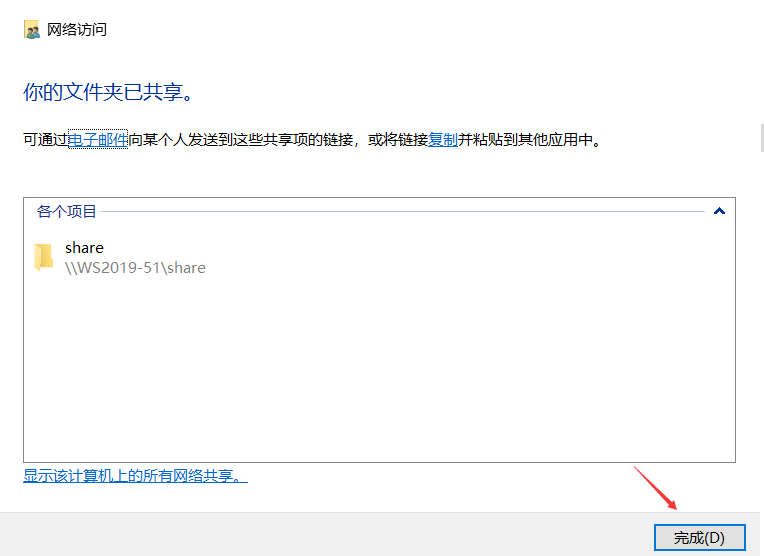 网络访问
你的文件夹已共享。
可通过电子邮件向某个人发送到这些共享项的链接，或将链接复制并粘贴到其他应用中。
各个项目
share
\\WS2019-51\share
显示该计算机上的所有网络共享。
完成(D)